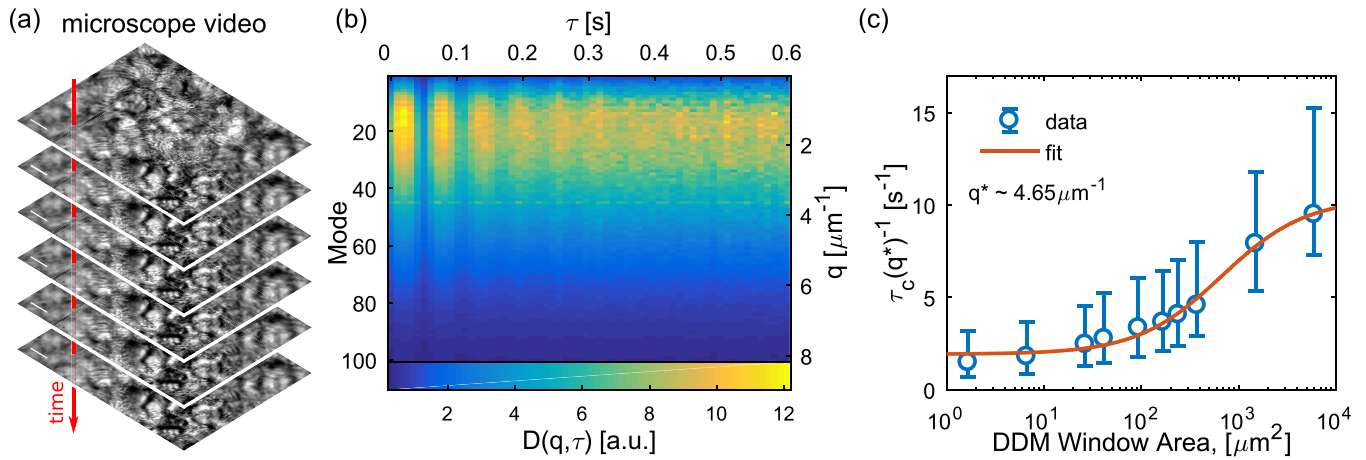 (a)
microscope video
time
(b)
τ [s]
0 0.1 0.2 0.3 0.4 0.5 0.6
Mode
20
40
60
80
100
q [μm⁻¹]
2
4
6
8
2 4 6 8 10 12
D(q,τ) [a.u.]
(c)
τc(q*)⁻¹ [s⁻¹]
15
10
5
0
data
fit
q* ~ 4.65μm⁻¹
10⁰ 10¹ 10² 10³ 10⁴
DDM Window Area, [μm²]